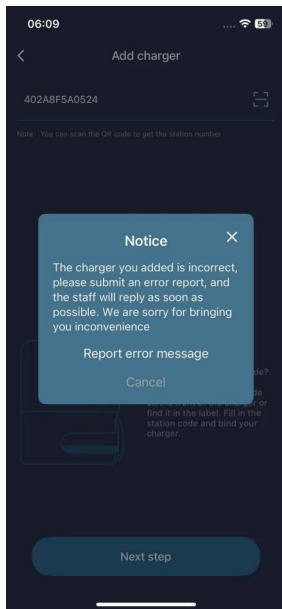 06:09
59
Add charger
402A8F5A0524
Note: You can scan the QR code to get the station number
Notice
The charger you added is incorrect,
please submit an error report, and
the staff will reply as soon as
possible. We are sorry for bringing
you inconvenience
Report error message
Cancel
de?
de
or
find it in the label. Fill in the
station code and bind your
charger.
Next step